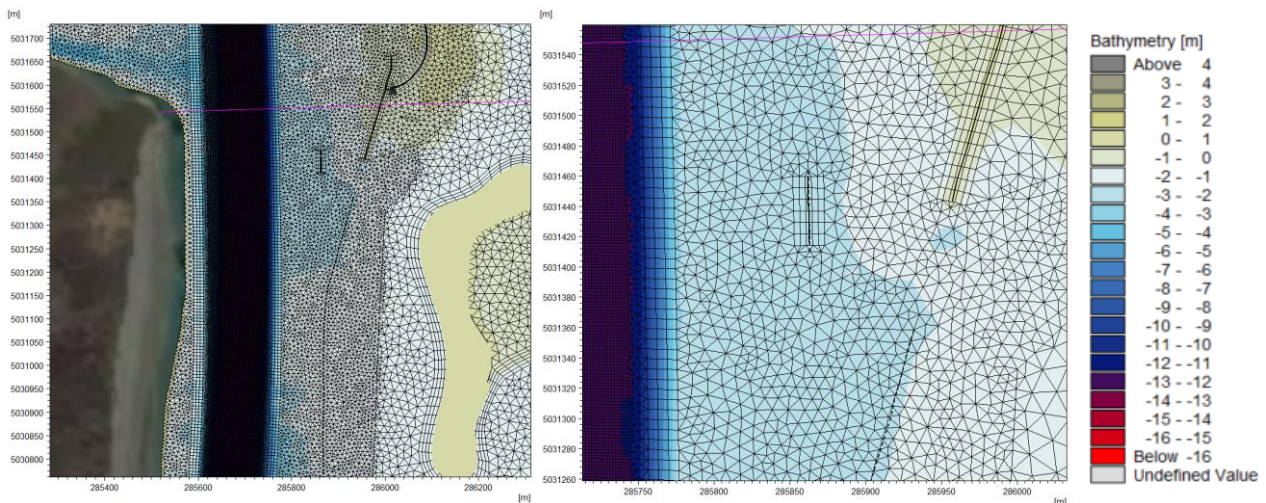 [m]
5031700
5031650
5031600
5031550
5031500
5031450
5031400
5031350
5031300
5031250
5031200
5031150
5031100
5031050
5031000
5030950
5030900
5030850
5030800
285400 285600 285800 286000 286200
[m]
[m]
5031540
5031520
5031500
5031480
5031460
5031440
5031420
5031400
5031380
5031360
5031340
5031320
5031300
5031280
5031260
285750 285800 285850 285900 285950 286000
[m]
Bathymetry [m]
Above 4
3 - 4
2 - 3
1 - 2
0 - 1
-1 - 0
-2 - -1
-3 - -2
-4 - -3
-5 - -4
-6 - -5
-7 - -6
-8 - -7
-9 - -8
-10 - -9
-11 - -10
-12 - -11
-13 - -12
-14 - -13
-15 - -14
-16 - -15
Below -16
Undefined Value